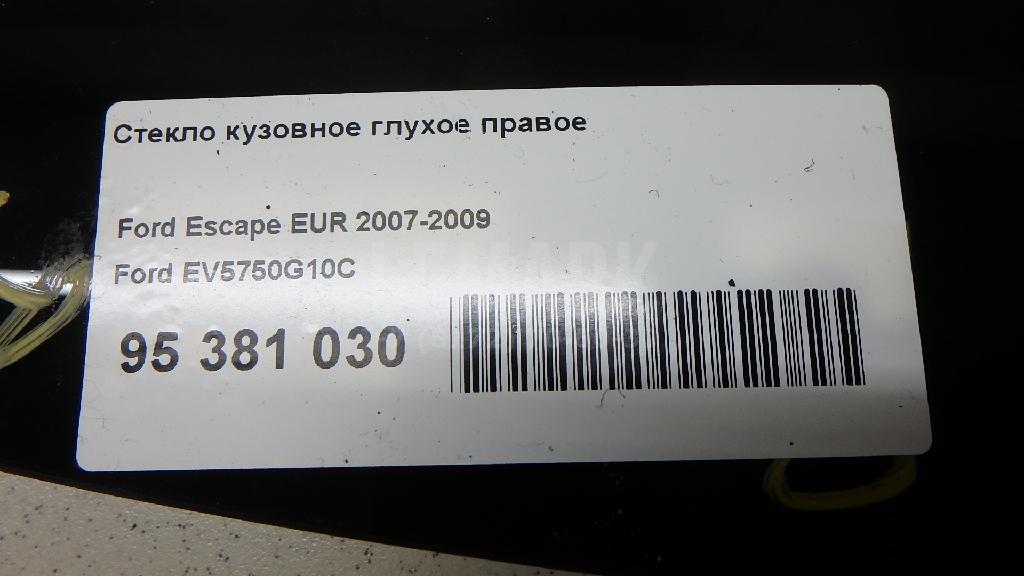 Стекло кузовное глухое правое
Ford Escape EUR 2007-2009
Ford EV5750G10C
95 381 030